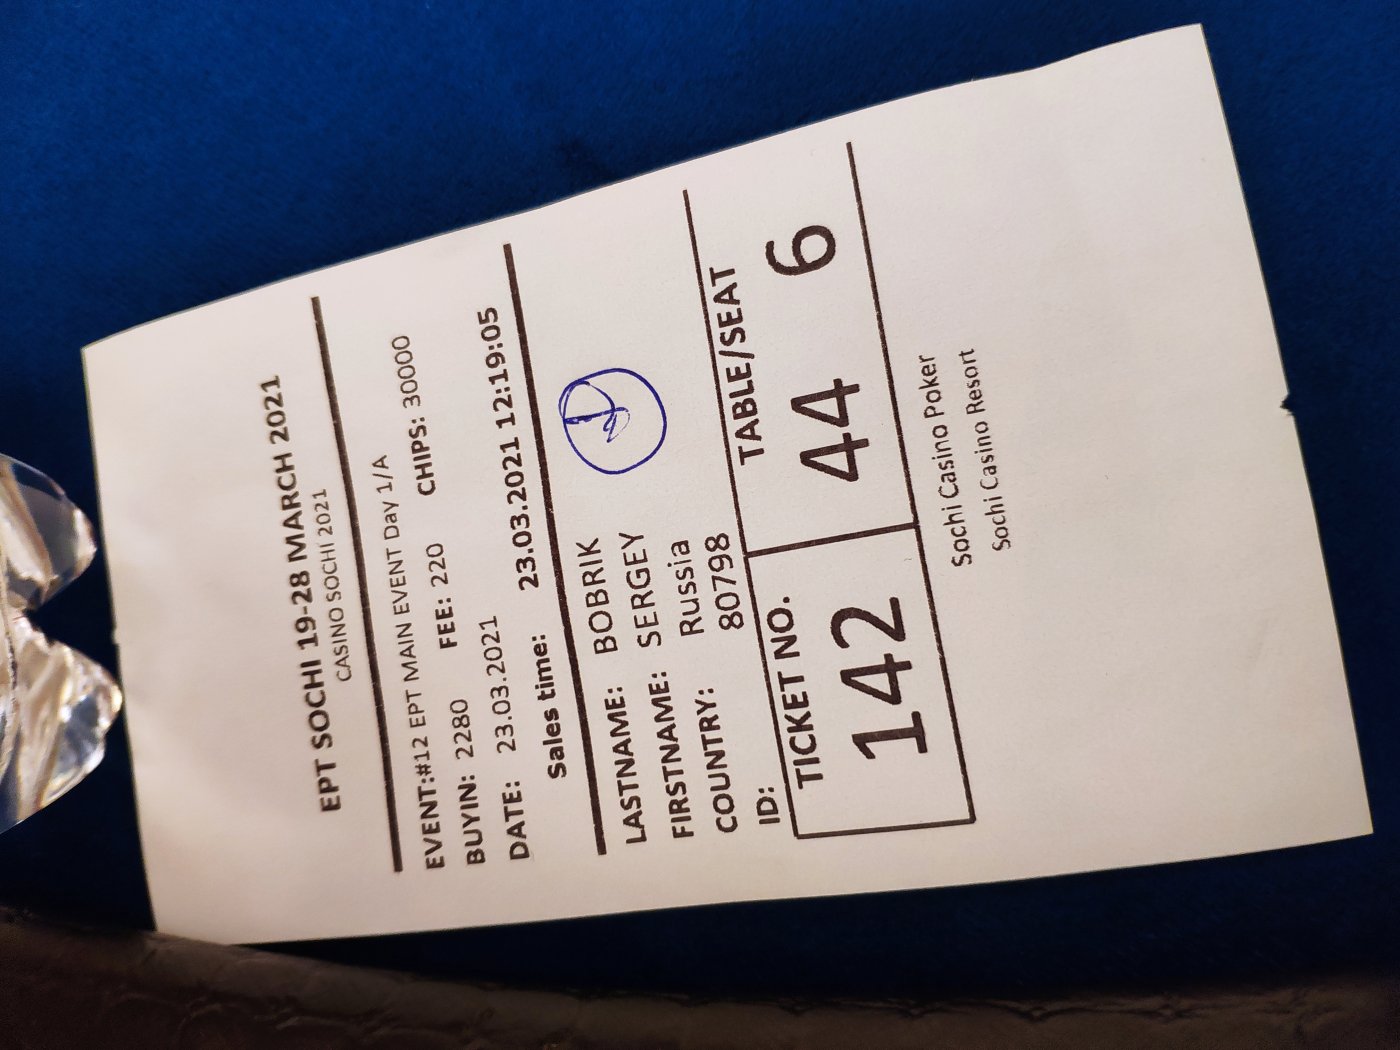 EPT SOCHI 19-28 MARCH 2021
CASINO SOCHI 2021
EVENT:#12 EPT MAIN EVENT Day 1/A
BUYIN: 2280 FEE: 220 CHIPS: 30000
DATE: 23.03.2021
Sales time: 23.03.2021 12:19:05
LASTNAME: BOBRIK
FIRSTNAME: SERGEY
COUNTRY: Russia
ID: 80798
TICKET NO. TABLE/SEAT
142 44 6
Sochi Casino Poker
Sochi Casino Resort